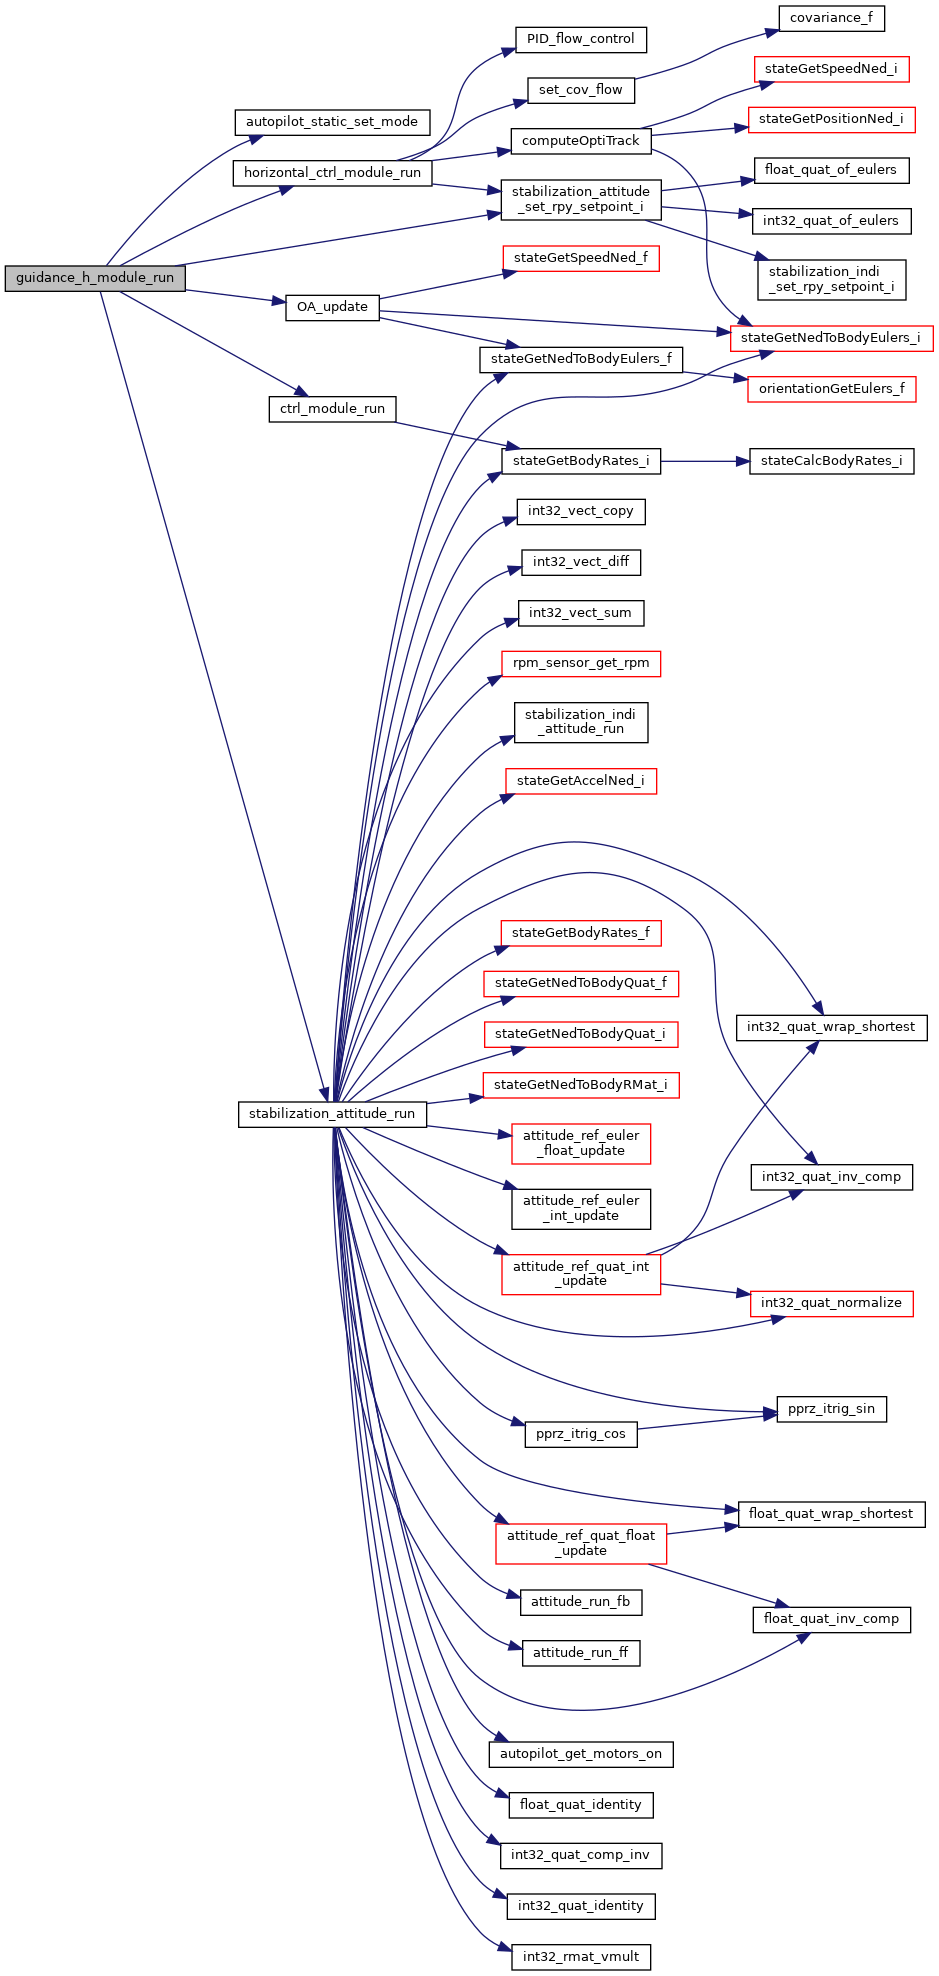 covariance_f
PID_flow_control
stateGetSpeedNed_i
set_cov_flow
stateGetPositionNed_i
autopilot_static_set_mode
computeOptiTrack
horizontal_ctrl_module_run
float_quat_of_eulers
stabilization_attitude
_set_rpy_setpoint_i
int32_quat_of_eulers
stateGetSpeedNed_f
stabilization_indi
_set_rpy_setpoint_i
guidance_h_module_run
OA_update
stateGetNedToBodyEulers_i
stateGetNedToBodyEulers_f
orientationGetEulers_f
ctrl_module_run
stateGetBodyRates_i
stateCalcBodyRates_i
int32_vect_copy
int32_vect_diff
int32_vect_sum
rpm_sensor_get_rpm
stabilization_indi
_attitude_run
stateGetAccelNed_i
stateGetBodyRates_f
stateGetNedToBodyQuat_f
int32_quat_wrap_shortest
stateGetNedToBodyQuat_i
stateGetNedToBodyRMat_i
stabilization_attitude_run
attitude_ref_euler
_float_update
int32_quat_inv_comp
attitude_ref_euler
_int_update
attitude_ref_quat_int
_update
int32_quat_normalize
pprz_itrig_sin
pprz_itrig_cos
float_quat_wrap_shortest
attitude_ref_quat_float
_update
attitude_run_fb
float_quat_inv_comp
attitude_run_ff
autopilot_get_motors_on
float_quat_identity
int32_quat_comp_inv
int32_quat_identity
int32_rmat_vmult